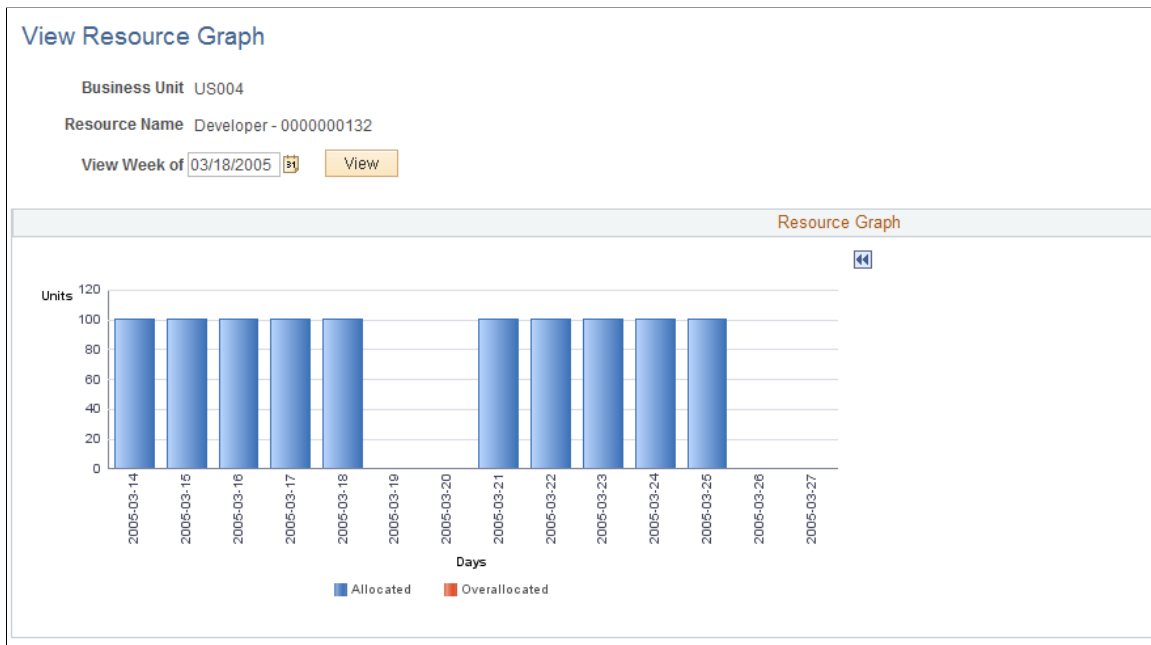 View Resource Graph
Business Unit US004
Resource Name Developer - 0000000132
View Week of 03/18/2005 31 View
Resource Graph
Units
120
100
80
60
40
20
0
2005-03-14
2005-03-15
2005-03-16
2005-03-17
2005-03-18
2005-03-19
2005-03-20
2005-03-21
2005-03-22
2005-03-23
2005-03-24
2005-03-25
2005-03-26
2005-03-27
Days
Allocated Overallocated